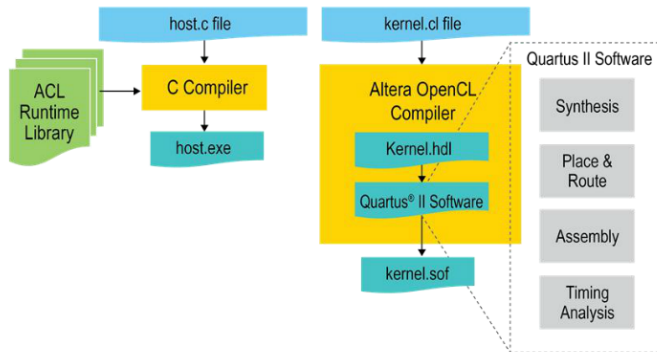 host.c file
kernel.cl file
Quartus II Software
ACL
Runtime
Library
C Compiler
Altera OpenCL
Compiler
Synthesis
host.exe
Kernel.hdl
Place &
Route
Quartus® II Software
Assembly
kernel.sof
Timing
Analysis